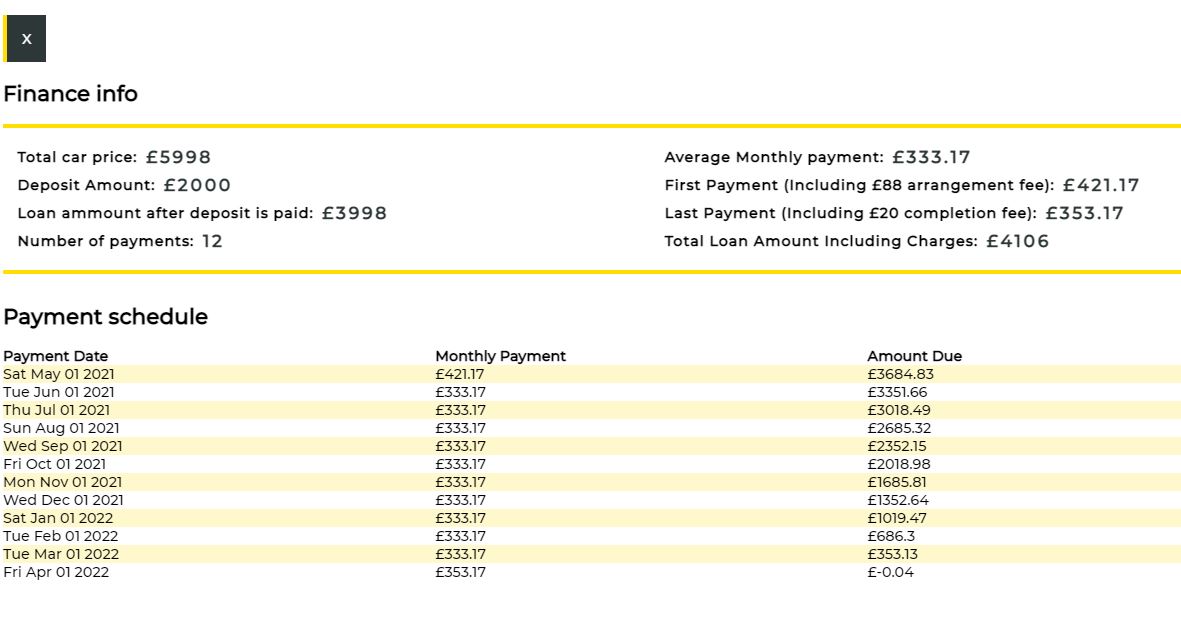 X
Finance info
Total car price: £5998
Deposit Amount: £2000
Loan ammount after deposit is paid: £3998
Number of payments: 12
Average Monthly payment: £333.17
First Payment (Including £88 arrangement fee): £421.17
Last Payment (Including £20 completion fee): £353.17
Total Loan Amount Including Charges: £4106
Payment schedule
Payment Date Monthly Payment Amount Due
Sat May 01 2021 £421.17 £3684.83
Tue Jun 01 2021 £333.17 £3351.66
Thu Jul 01 2021 £333.17 £3018.49
Sun Aug 01 2021 £333.17 £2685.32
Wed Sep 01 2021 £333.17 £2352.15
Fri Oct 01 2021 £333.17 £2018.98
Mon Nov 01 2021 £333.17 £1685.81
Wed Dec 01 2021 £333.17 £1352.64
Sat Jan 01 2022 £333.17 £1019.47
Tue Feb 01 2022 £333.17 £686.3
Tue Mar 01 2022 £333.17 £353.13
Fri Apr 01 2022 £353.17 £-0.04